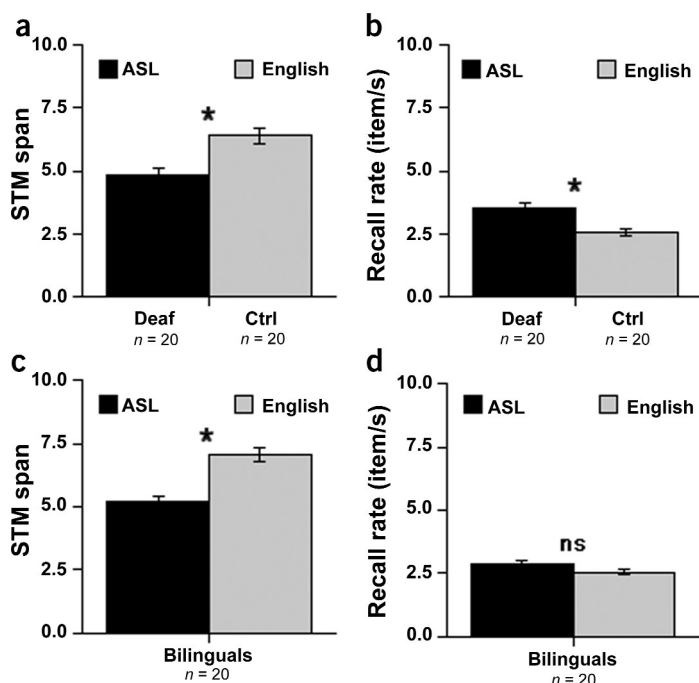 a
10.0
ASL English
7.5
*
STM span
5.0
2.5
0.0
Deaf Ctrl
n = 20 n = 20
b
10.0
ASL English
7.5
Recall rate (item/s)
5.0
*
2.5
0.0
Deaf Ctrl
n = 20 n = 20
c
10.0
ASL English
7.5
*
STM span
5.0
2.5
0.0
Bilinguals
n = 20
d
10.0
ASL English
7.5
Recall rate (item/s)
5.0
ns
2.5
0.0
Bilinguals
n = 20